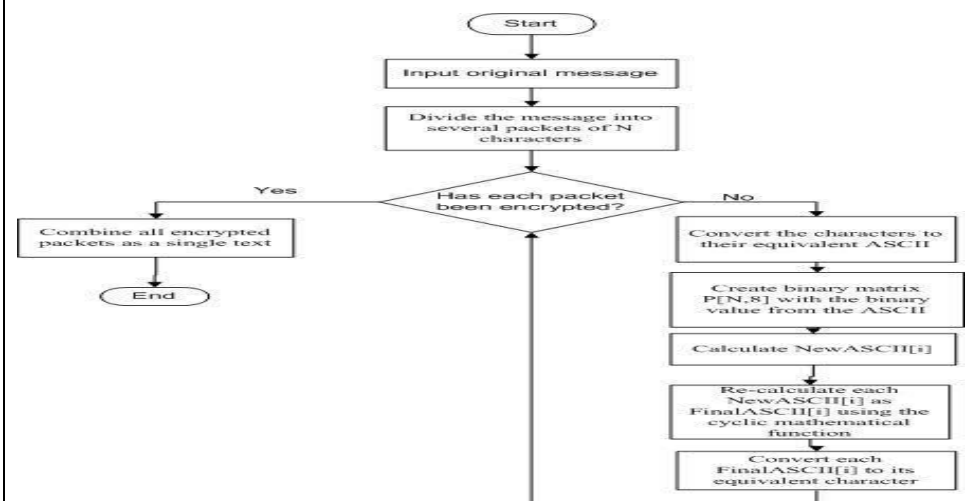 Start
Input original message
Divide the message into
several packets of N
characters
Has each packet
been encrypted?
Yes
No
Combine all encrypted
packets as a single text
End
Convert the characters to
their equivalent ASCII
Create binary matrix
P[N,8] with the binary
value from the ASCII
Calculate NewASCII[i]
Re-calculate each
NewASCII[i] as
FinalASCII[i] using the
cyclic mathematical
function
Convert each
FinalASCII[i] to its
equivalent character